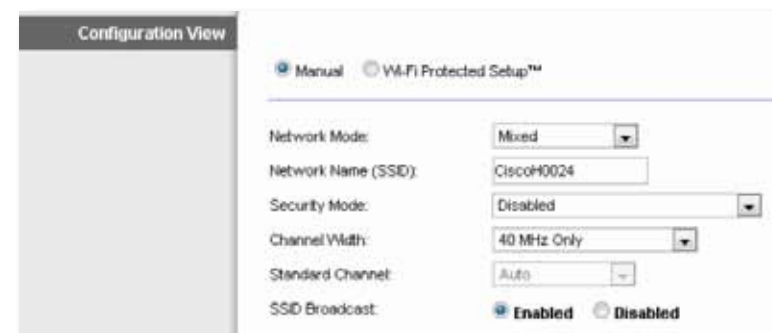 Configuration View
Manual Wi-Fi Protected Setup™
Network Mode: Mixed
Network Name (SSID): CiscoH0024
Security Mode: Disabled
Channel Width: 40 MHz Only
Standard Channel: Auto
SSID Broadcast: Enabled Disabled